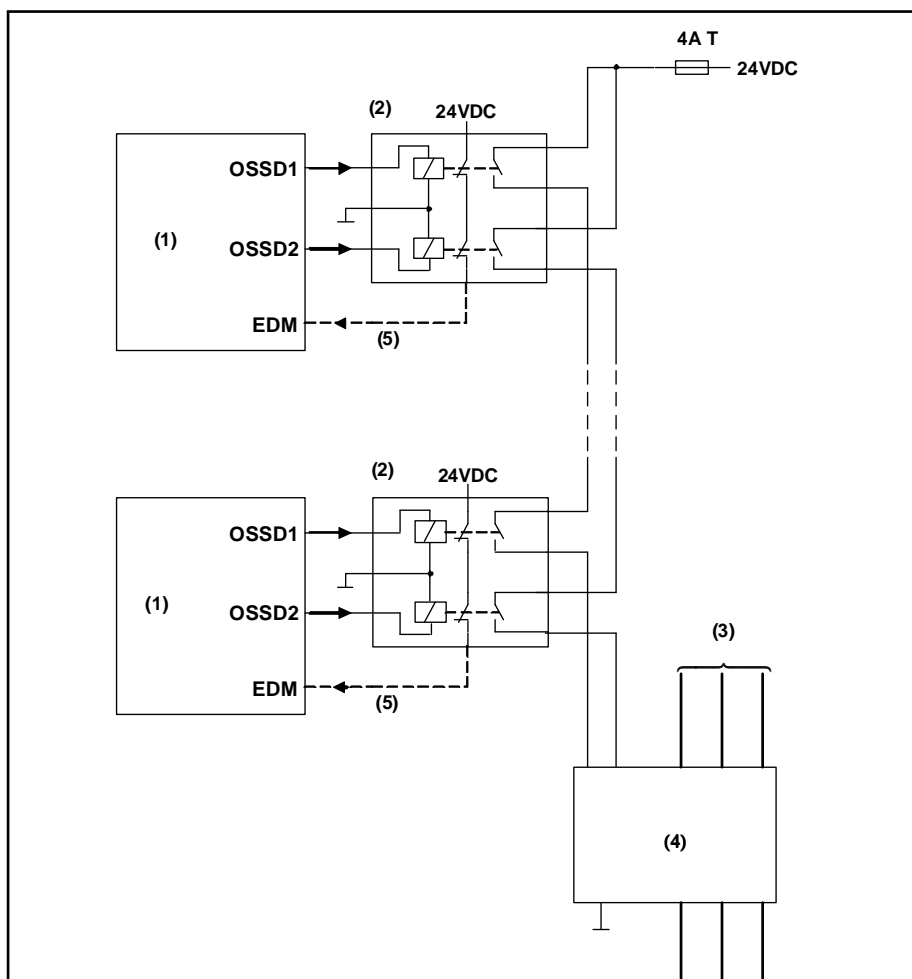 4A T
24VDC
(2)
24VDC
OSSD1
(1)
OSSD2
EDM
(5)
(2)
24VDC
OSSD1
(1)
OSSD2
(3)
EDM
(5)
(4)